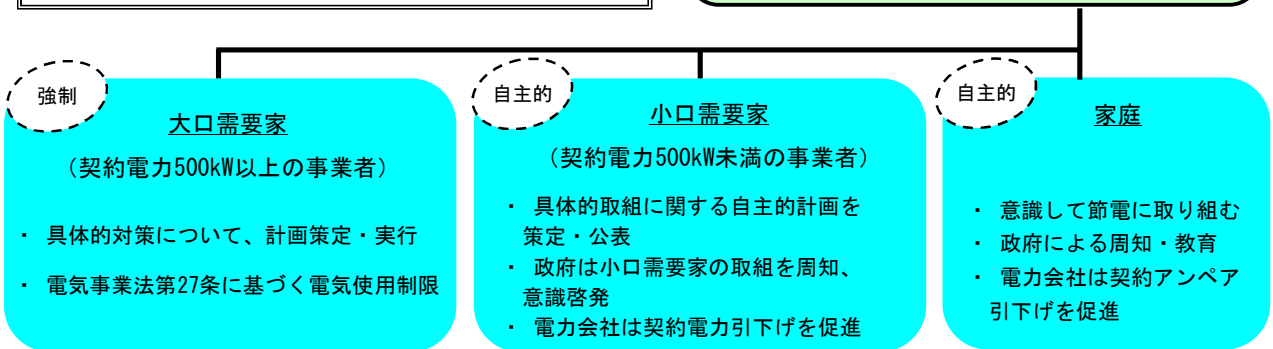 強制
大口需要家
（契約電力500kW以上の事業者）
・ 具体的対策について、計画策定・実行
・ 電気事業法第27条に基づく電気使用制限
自主的
小口需要家
（契約電力500kW未満の事業者）
・ 具体的取組に関する自主的計画を
策定・公表
・ 政府は小口需要家の取組を周知、
意識啓発
・ 電力会社は契約電力引下げを促進
自主的
家庭
・ 意識して節電に取り組む
・ 政府による周知・教育
・ 電力会社は契約アンペア
引下げを促進